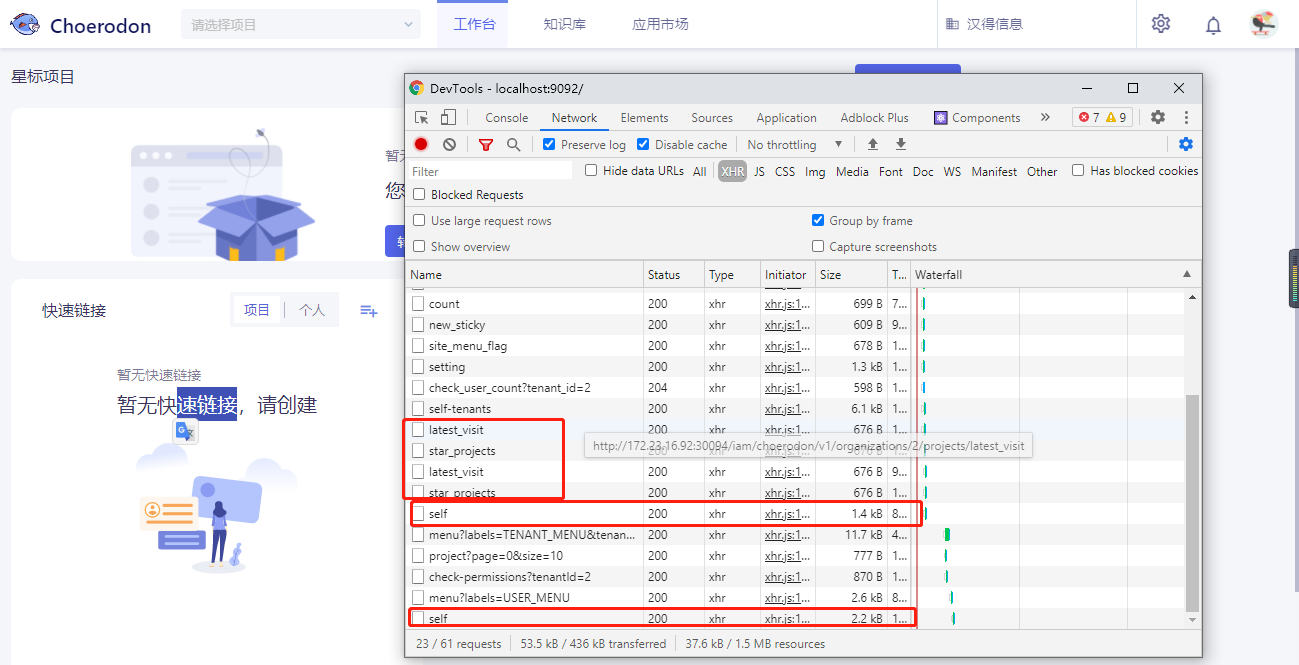 Choerodon
请选择项目
工作台
知识库
应用市场
汉得信息
星标项目
暂无
您
转
快速链接
项目
个人
暂无快速链接
暂无快速链接，请创建
DevTools - localhost:9092/
Console
Network
Elements
Sources
Application
Adblock Plus
Components
»
7
9
Preserve log
Disable cache
No throttling
Filter
Hide data URLs
All
XHR
JS
CSS
Img
Media
Font
Doc
WS
Manifest
Other
Has blocked cookies
Blocked Requests
Use large request rows
Group by frame
Show overview
Capture screenshots
Name Status Type Initiator Size T... Waterfall
count 200 xhr xhr.js:1... 699 B 7...
new_sticky 200 xhr xhr.js:1... 609 B 9...
site_menu_flag 200 xhr xhr.js:1... 678 B 1...
setting 200 xhr xhr.js:1... 1.3 kB 1...
check_user_count?tenant_id=2 204 xhr xhr.js:1... 598 B 1...
self-tenants 200 xhr xhr.js:1... 6.1 kB 1...
latest_visit 200 xhr xhr.js:1... 676 B 1...
http://172.23.16.92:30094/iam/choerodon/v1/organizations/2/projects/latest_visit
star_projects 200 xhr xhr.js:1... 676 B 1...
latest_visit 200 xhr xhr.js:1... 676 B 9...
star_projects 200 xhr xhr.js:1... 676 B 1...
self 200 xhr xhr.js:1... 1.4 kB 8...
menu?labels=TENANT_MENU&tenan... 200 xhr xhr.js:1... 11.7 kB 4...
project?page=0&size=10 200 xhr xhr.js:1... 777 B 1...
check-permissions?tenantId=2 200 xhr xhr.js:1... 870 B 1...
menu?labels=USER_MENU 200 xhr xhr.js:1... 2.6 kB 8...
self 200 xhr xhr.js:1... 2.2 kB 1...
23 / 61 requests
53.5 kB / 436 kB transferred
37.6 kB / 1.5 MB resources